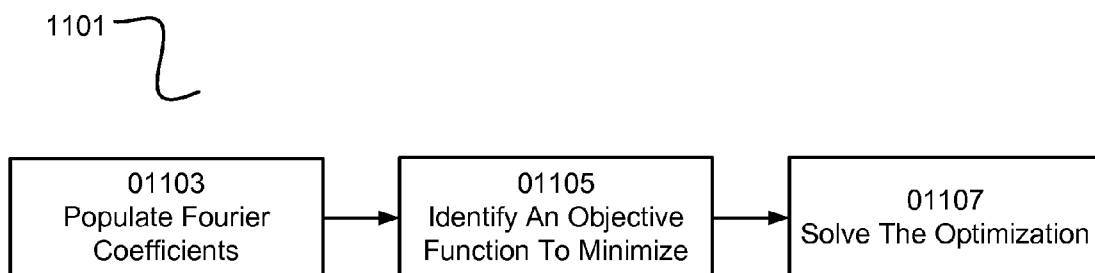 1101
01103
Populate Fourier
Coefficients
01105
Identify An Objective
Function To Minimize
01107
Solve The Optimization